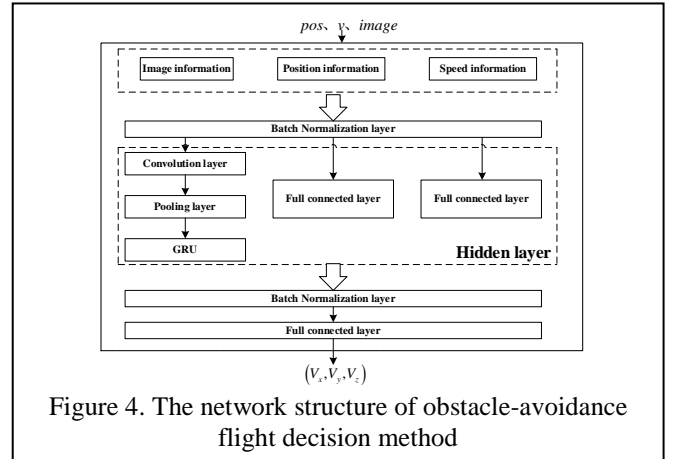 pos、v、image
Image information Position information Speed information
Batch Normalization layer
Convolution layer
Pooling layer Full connected layer Full connected layer
GRU
Hidden layer
Batch Normalization layer
Full connected layer
(Vx,Vy,Vz)
Figure 4. The network structure of obstacle-avoidance
flight decision method